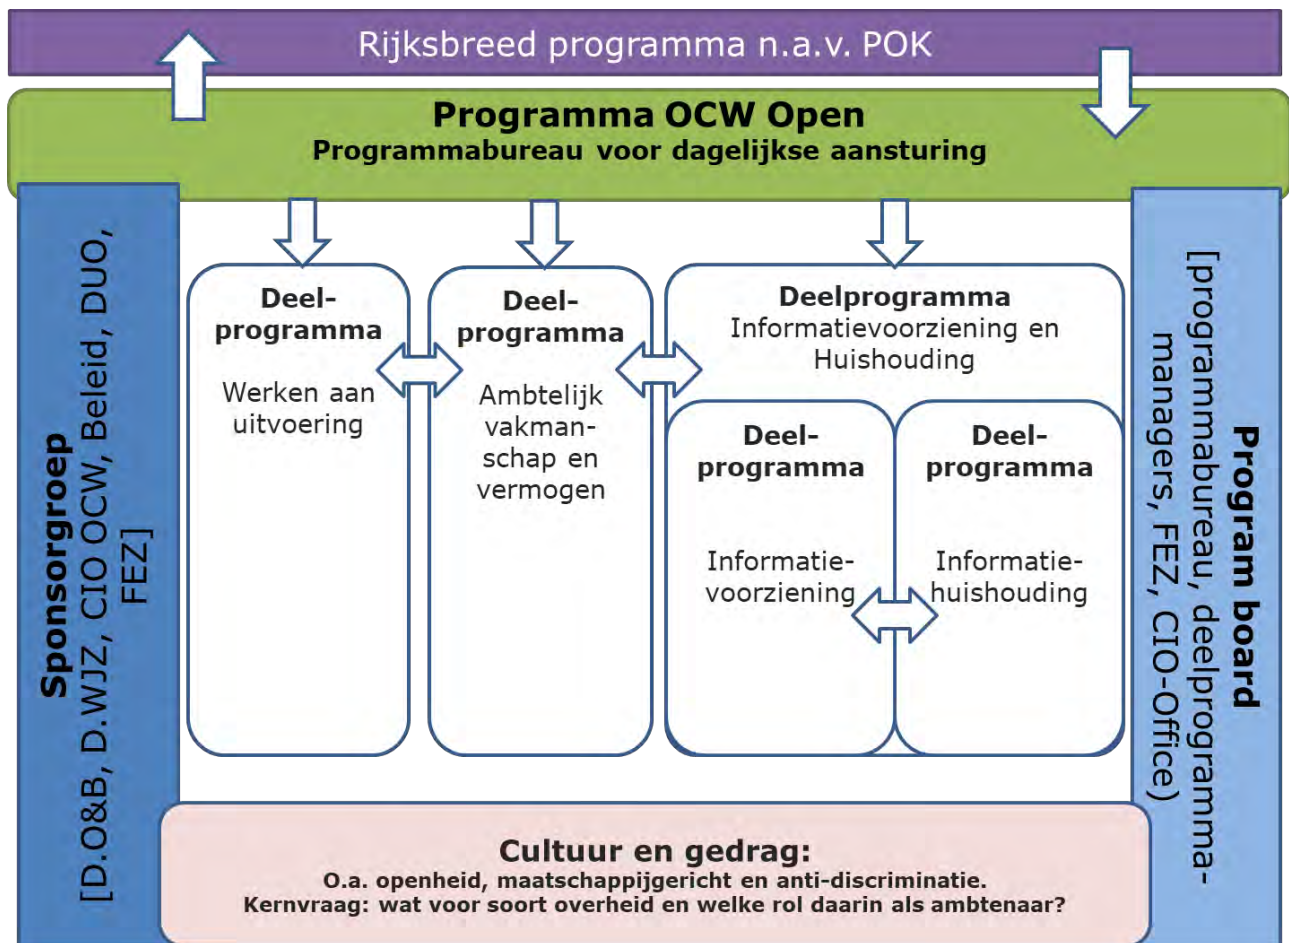 Rijksbreed programma n.a.v. POK
Programma OCW Open
Programmabureau voor dagelijkse aansturing
Sponsorgroep
[D.O&B, D.WJZ, CIO OCW, Beleid, DUO,
FEZ]
Deel-
programma
Werken aan
uitvoering
Deel-
programma
Ambtelijk
vakman-
schap en
vermogen
Deelprogramma
Informatievoorziening en
Huishouding
Deel-
programma
Informatie-
voorziening
Deel-
programma
Informatie-
huishouding
Program board
[programmabureau, deelprogramma-
managers, FEZ, CIO-Office)
Cultuur en gedrag:
O.a. openheid, maatschappijgericht en anti-discriminatie.
Kernvraag: wat voor soort overheid en welke rol daarin als ambtenaar?